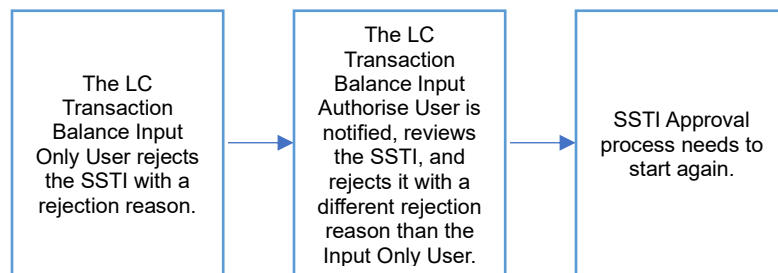 The LC
Transaction
Balance Input
Only User rejects
the SSTI with a
rejection reason.
The LC
Transaction
Balance Input
Authorise User is
notified, reviews
the SSTI, and
rejects it with a
different rejection
reason than the
Input Only User.
SSTI Approval
process needs to
start again.